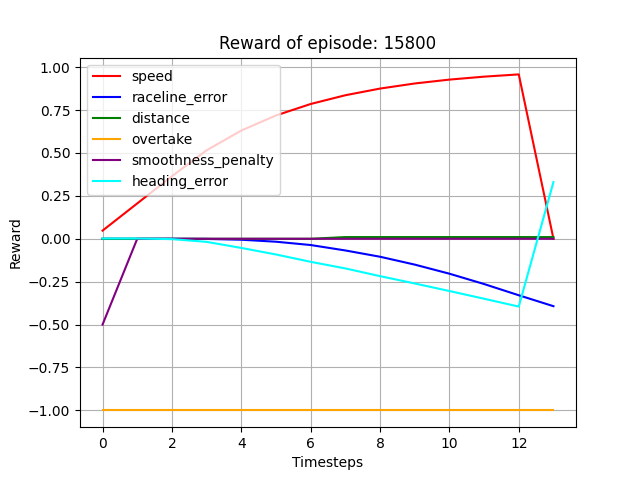 Reward of episode: 15800
1.00
0.75
0.50
0.25
0.00
−0.25
−0.50
−0.75
−1.00
Reward
speed
raceline_error
distance
overtake
smoothness_penalty
heading_error
0 2 4 6 8 10 12
Timesteps